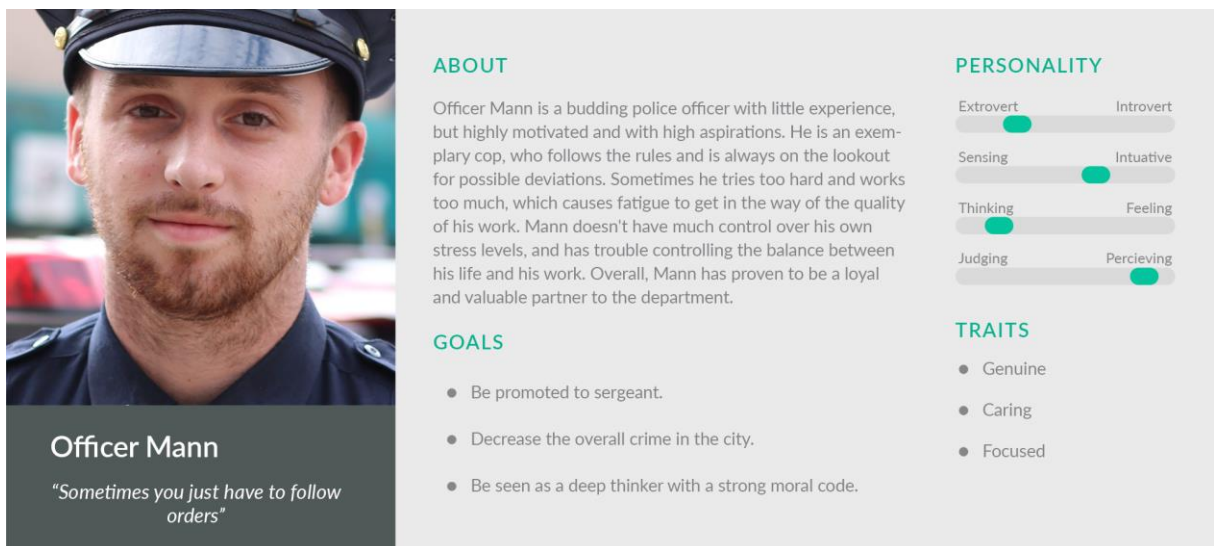 Officer Mann
“Sometimes you just have to follow
orders”
ABOUT
Officer Mann is a budding police officer with little experience,
but highly motivated and with high aspirations. He is an exem-
plary cop, who follows the rules and is always on the lookout
for possible deviations. Sometimes he tries too hard and works
too much, which causes fatigue to get in the way of the quality
of his work. Mann doesn't have much control over his own
stress levels, and has trouble controlling the balance between
his life and his work. Overall, Mann has proven to be a loyal
and valuable partner to the department.
GOALS
Be promoted to sergeant.
Decrease the overall crime in the city.
Be seen as a deep thinker with a strong moral code.
PERSONALITY
Extrovert Introvert
Sensing Intuative
Thinking Feeling
Judging Percieving
TRAITS
Genuine
Caring
Focused